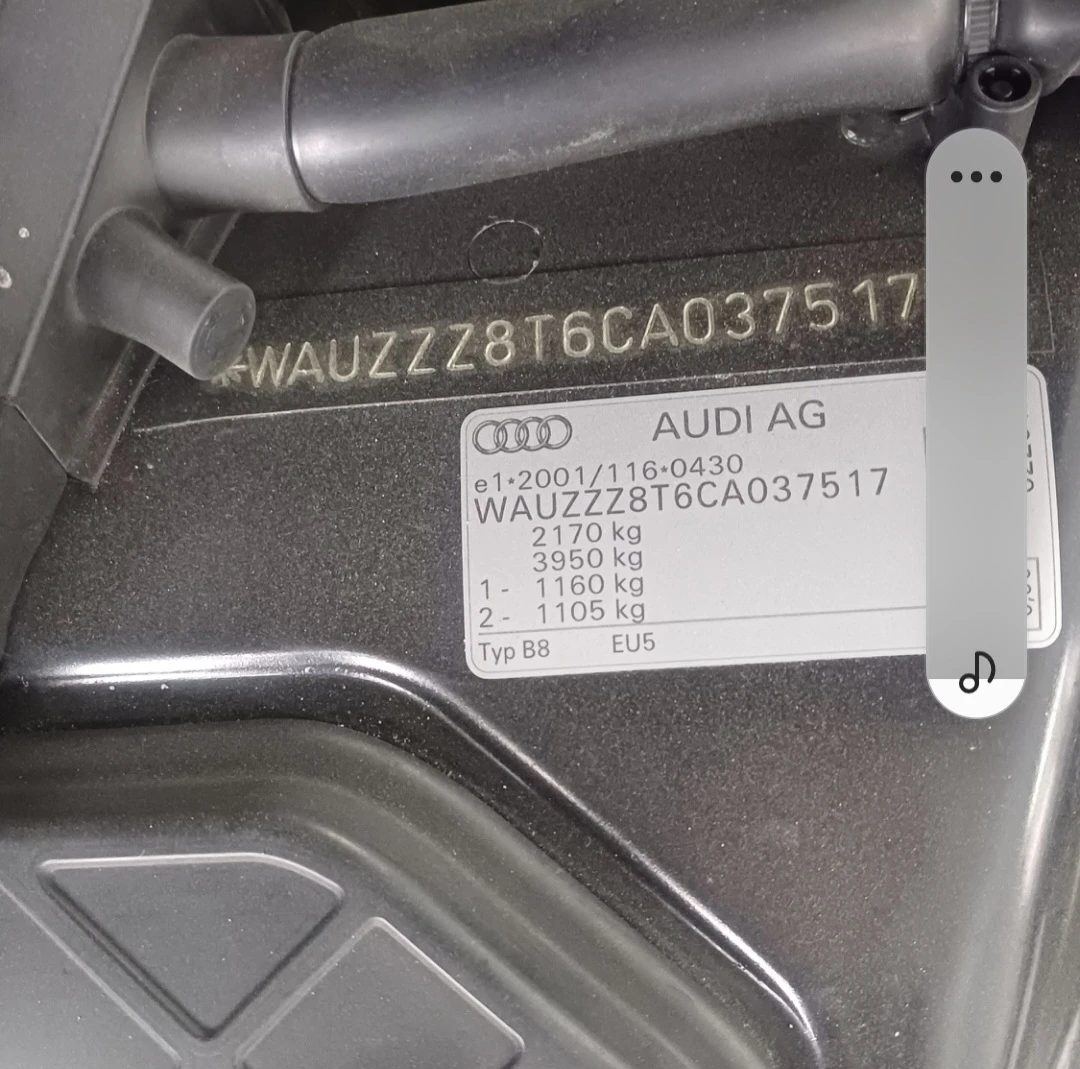 *WAUZZZ8T6CA037517
AUDI AG
e1*2001/116*0430
WAUZZZ8T6CA037517
2170 kg
3950 kg
1 - 1160 kg
2 - 1105 kg
Typ B8 EU5